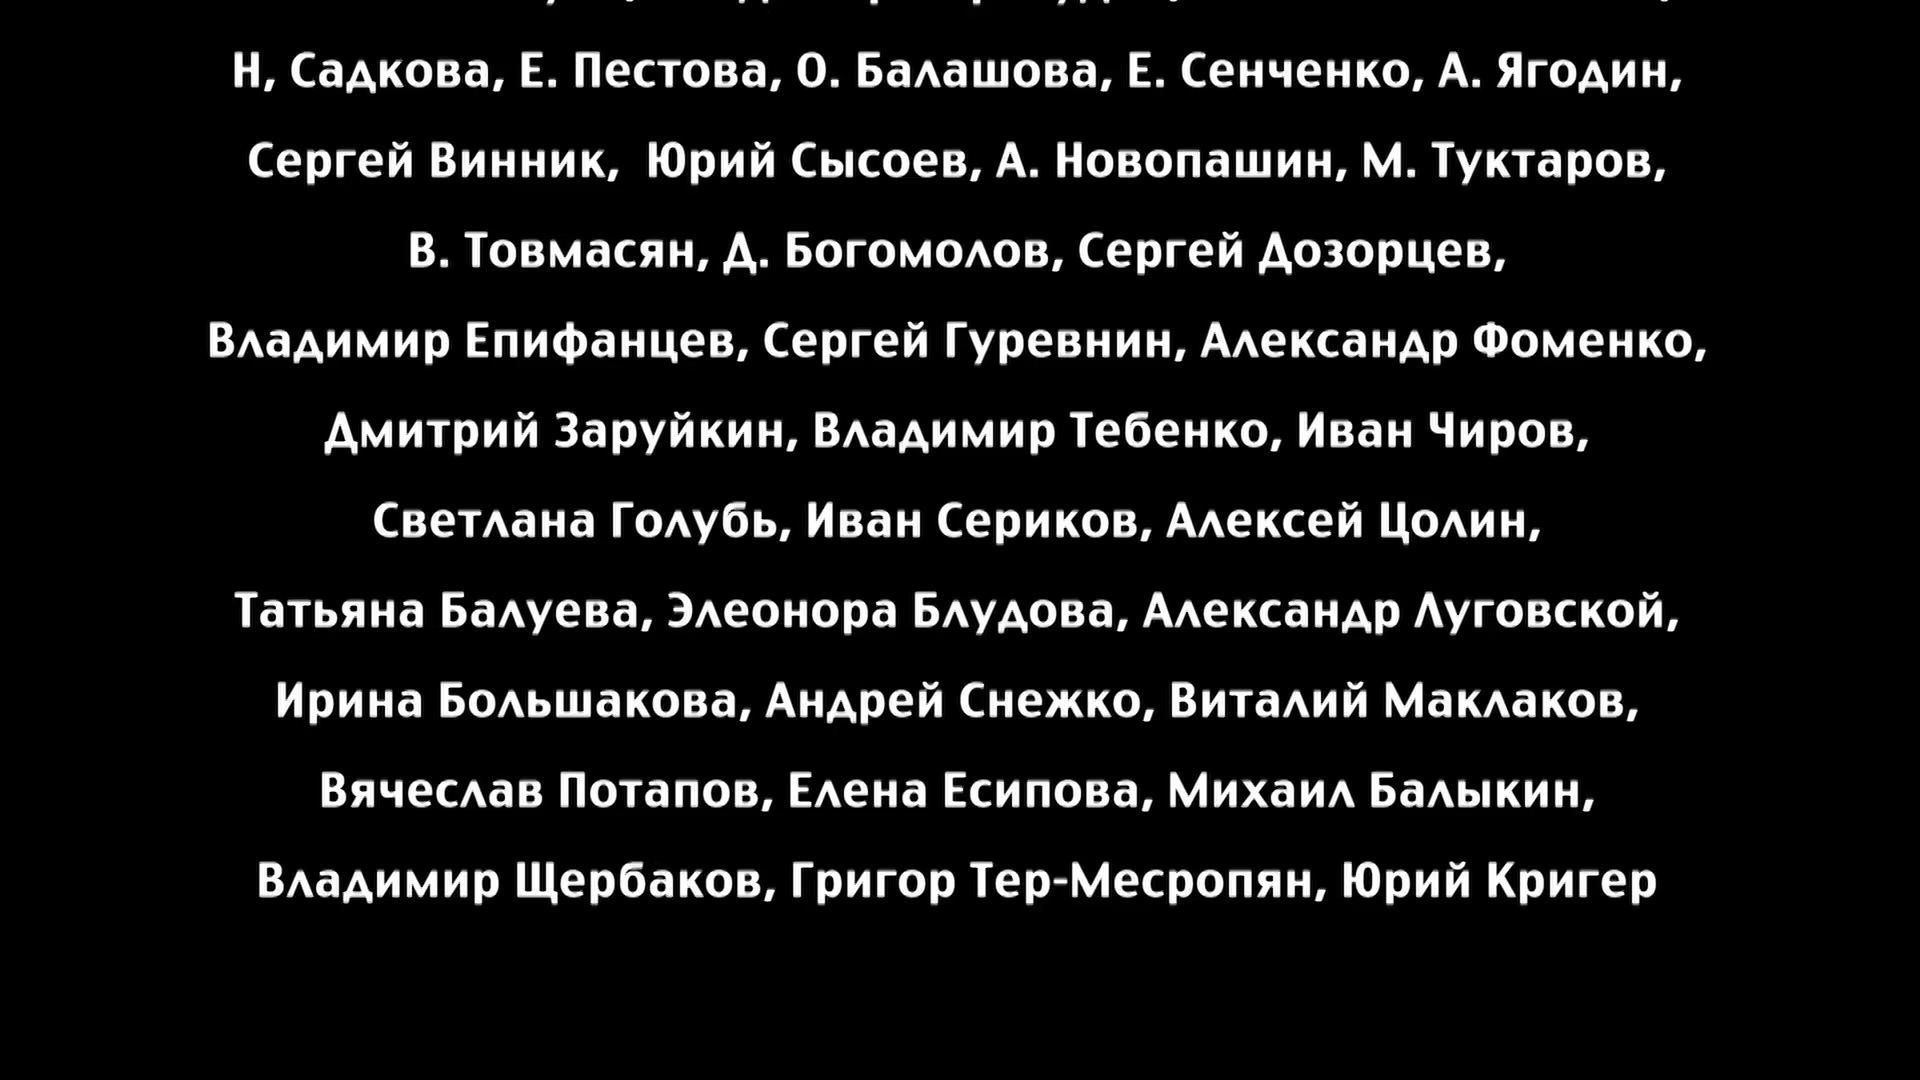 Н, Садкова, Е. Пестова, О. Балашова, Е. Сенченко, А. Ягодин,
Сергей Винник, Юрий Сысоев, А. Новопашин, М. Туктаров,
В. Товмасян, Д. Богомолов, Сергей Дозорцев,
Владимир Епифанцев, Сергей Гуревнин, Александр Фоменко,
Дмитрий Заруйкин, Владимир Тебенко, Иван Чиров,
Светлана Голубь, Иван Сериков, Алексей Цолин,
Татьяна Балуева, Элеонора Блудова, Александр Луговской,
Ирина Большакова, Андрей Снежко, Виталий Маклаков,
Вячеслав Потапов, Елена Есипова, Михаил Балыкин,
Владимир Щербаков, Григор Тер-Месропян, Юрий Кригер